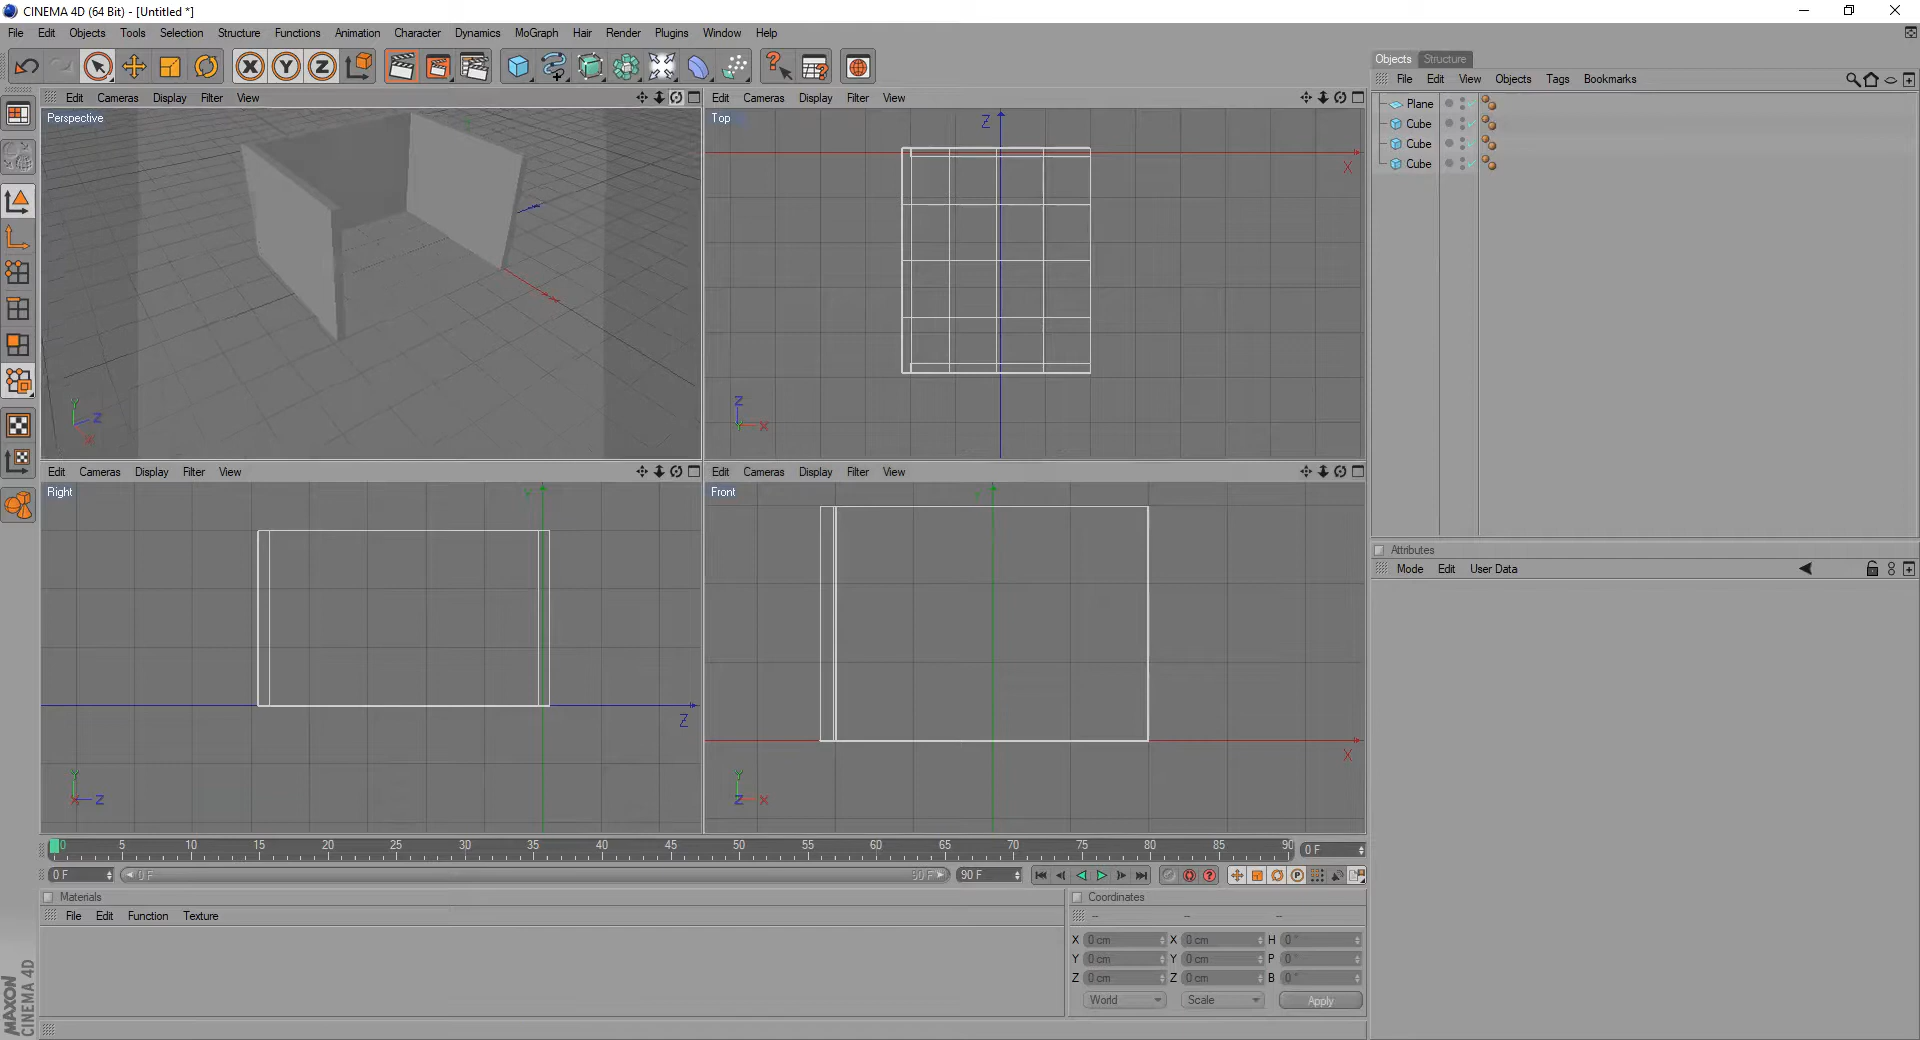 CINEMA 4D (64 Bit) - [Untitled *]
File Edit Objects Tools Selection Structure Functions Animation Character Dynamics MoGraph Hair Render Plugins Window Help
X Y Z
Objects Structure
File Edit View Objects Tags Bookmarks
Plane
Cube
Cube
Cube
Edit Cameras Display Filter View
Perspective
Y
Z
X
Edit Cameras Display Filter View
Top
Z
X
Z
Y
X
Edit Cameras Display Filter View
Right
Y
Z
Y
X
Z
Edit Cameras Display Filter View
Front
Y
X
Y
Z
X
Attributes
Mode Edit User Data
0 5 10 15 20 25 30 35 40 45 50 55 60 65 70 75 80 85 90
0 F
0 F 0 F 90 F 90 F
Materials
File Edit Function Texture
Coordinates
-- -- --
X 0 cm X 0 cm H 0 °
Y 0 cm Y 0 cm P 0 °
Z 0 cm Z 0 cm B 0 °
World Scale Apply
MAXON
CINEMA 4D